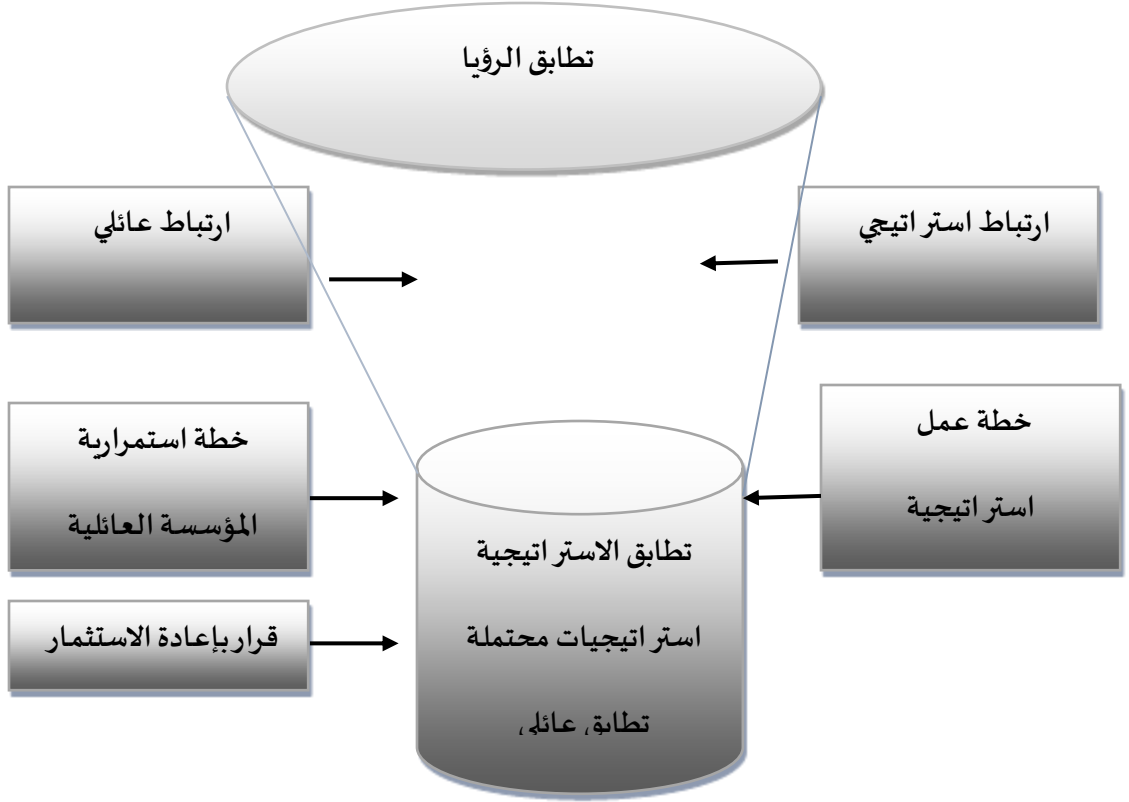 تطابق الرؤيا
ارتباط استراتيجي
ارتباط عائلي
خطة عمل
استراتيجية
خطة استمرارية
المؤسسة العائلية
تطابق الاستراتيجية
استراتيجيات محتملة
تطابق عائلي
قرار بإعادة الاستثمار